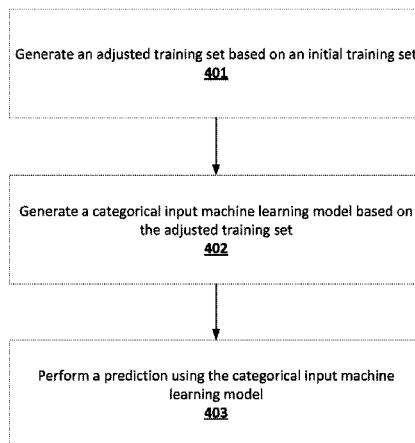 Generate an adjusted training set based on an initial training set
401
Generate a categorical input machine learning model based on
the adjusted training set
402
Perform a prediction using the categorical input machine
learning model
403